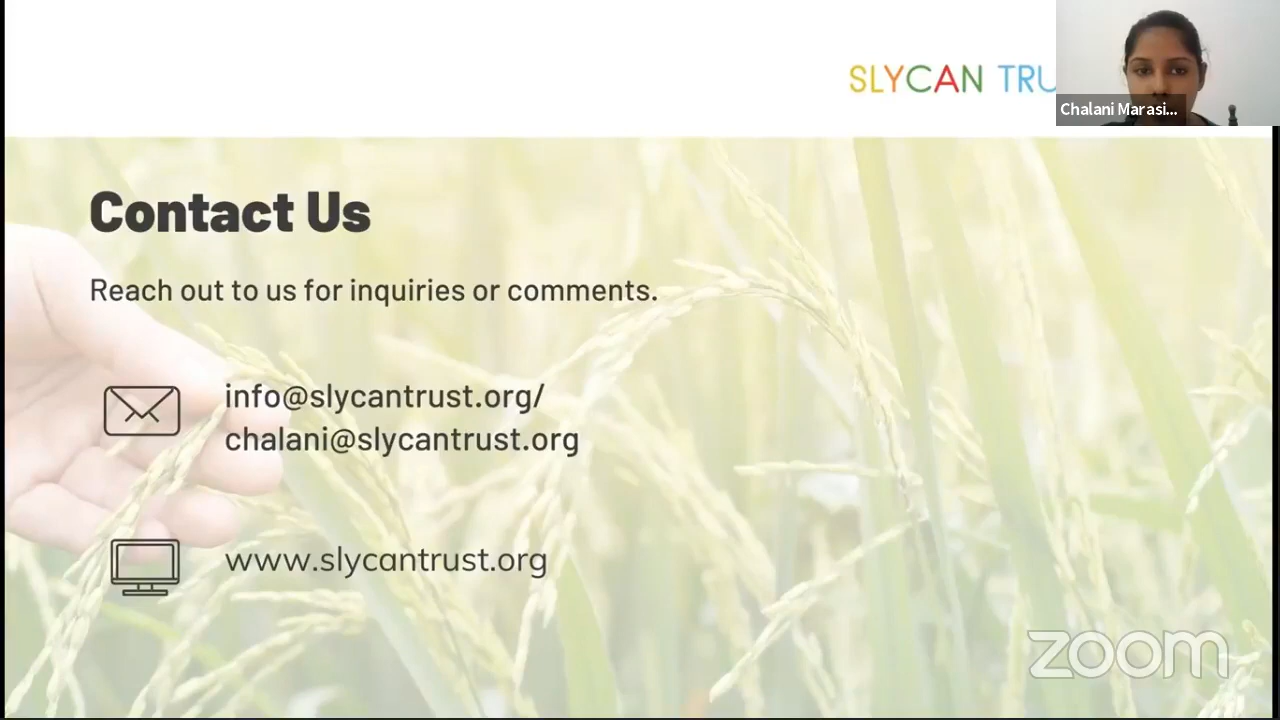 SLYCAN TRU
Chalani Marasi...
Contact Us
Reach out to us for inquiries or comments.
info@slycantrust.org/
chalani@slycantrust.org
www.slycantrust.org
zoom